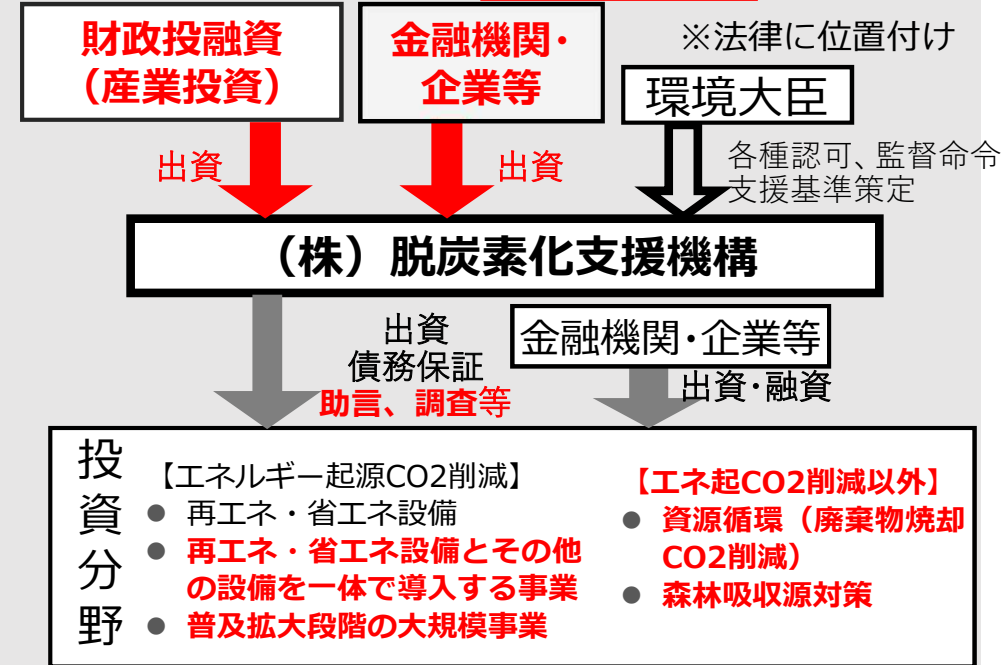 財政投融資
（産業投資）
金融機関・
企業等
※法律に位置付け
環境大臣
出資
出資
各種認可、監督命令
支援基準策定
（株）脱炭素化支援機構
出資
債務保証
助言、調査等
金融機関・企業等
出資・融資
投資分野
【エネルギー起源CO2削減】
● 再エネ・省エネ設備
● 再エネ・省エネ設備とその他
の設備を一体で導入する事業
● 普及拡大段階の大規模事業
【エネ起CO2削減以外】
● 資源循環（廃棄物焼却
CO2削減）
● 森林吸収源対策